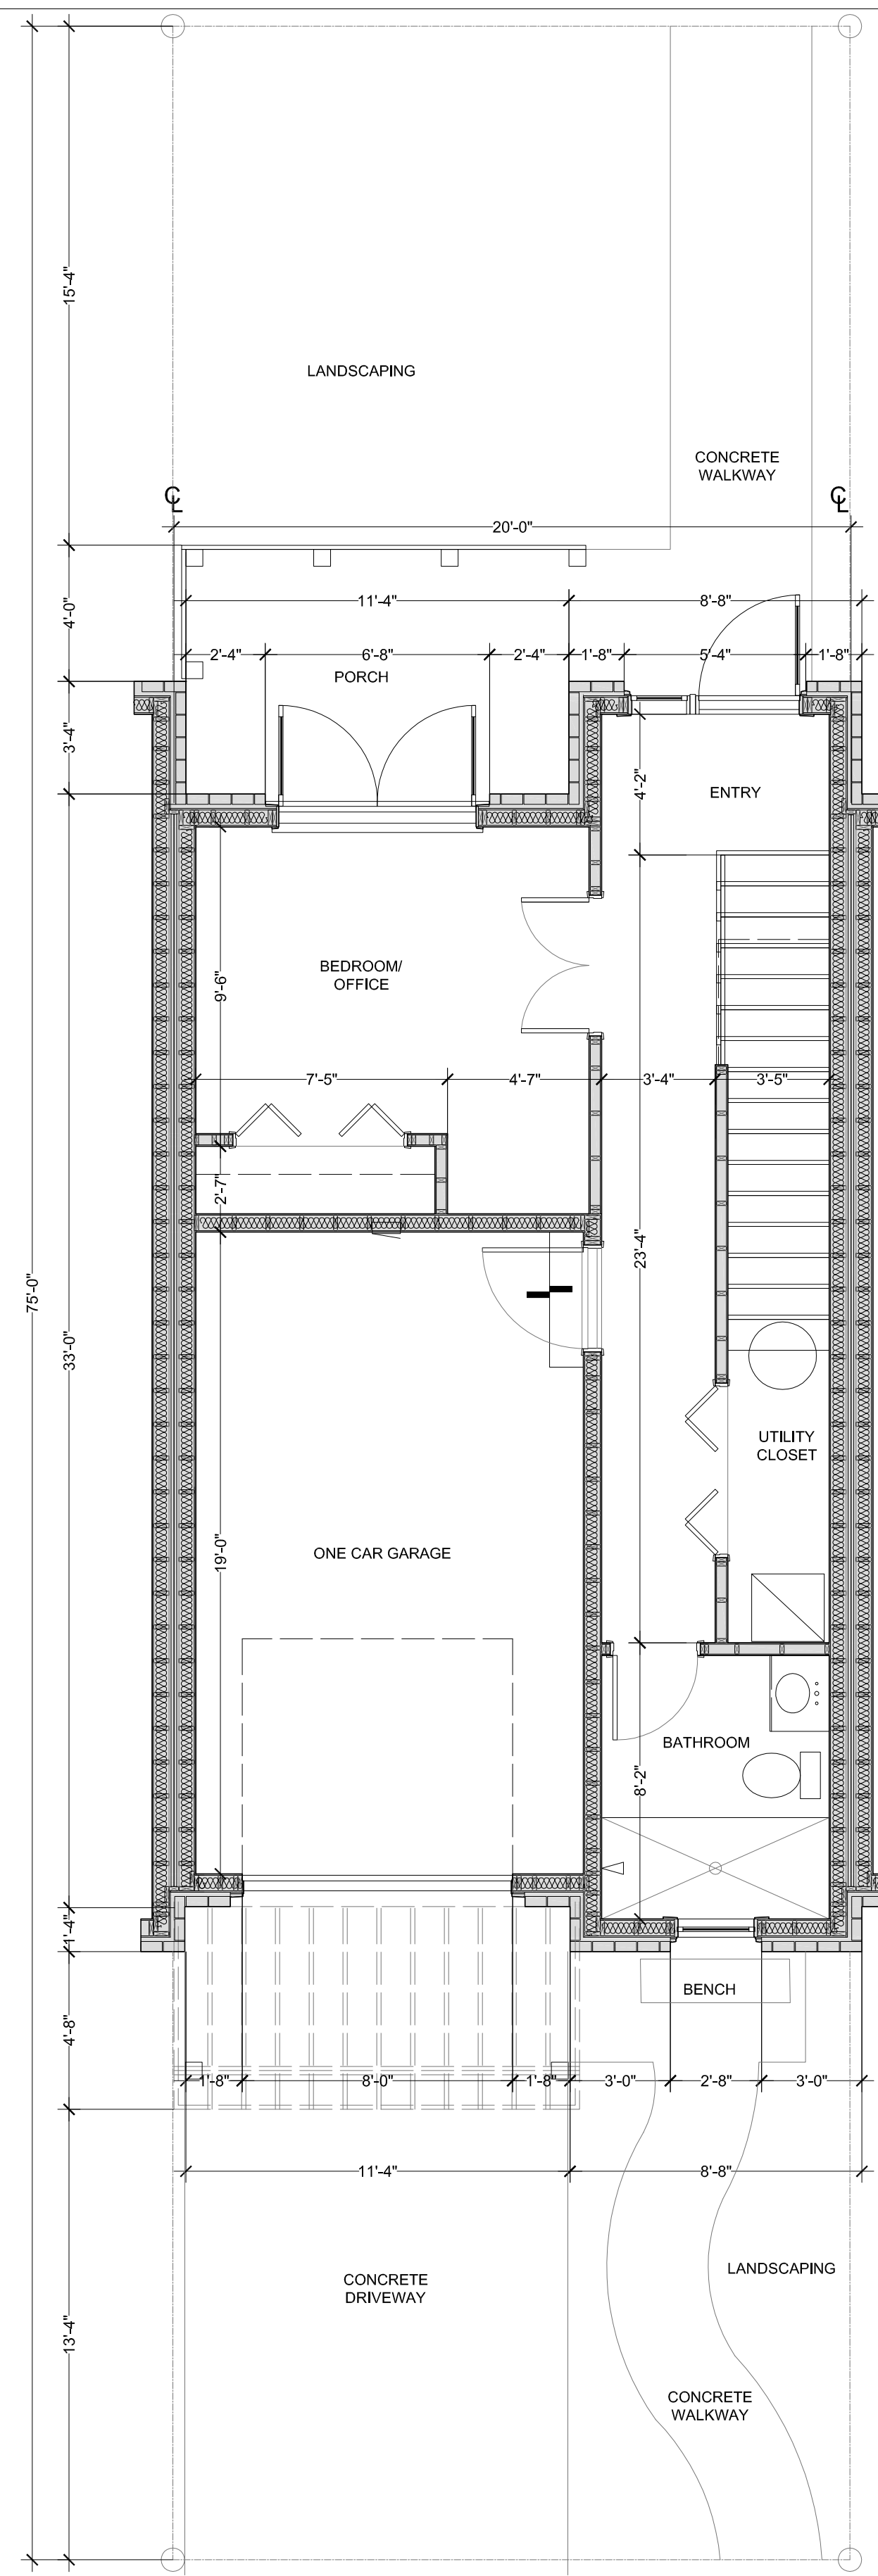 15'-4"
LANDSCAPING
CONCRETE
WALKWAY
℄
℄
20'-0"
4'-0"
11'-4"
8'-8"
2'-4"
6'-8"
2'-4"
1'-8"
5'-4"
1'-8"
PORCH
3'-4"
4'-2"
ENTRY
BEDROOM/
OFFICE
9'-6"
7'-5"
4'-7"
3'-4"
3'-5"
2'-7"
23'-4"
75'-0"
33'-0"
UTILITY
CLOSET
19'-0"
ONE CAR GARAGE
BATHROOM
8'-2"
1'-4"
BENCH
4'-8"
1'-8"
8'-0"
1'-8"
3'-0"
2'-8"
3'-0"
11'-4"
8'-8"
LANDSCAPING
CONCRETE
DRIVEWAY
13'-4"
CONCRETE
WALKWAY